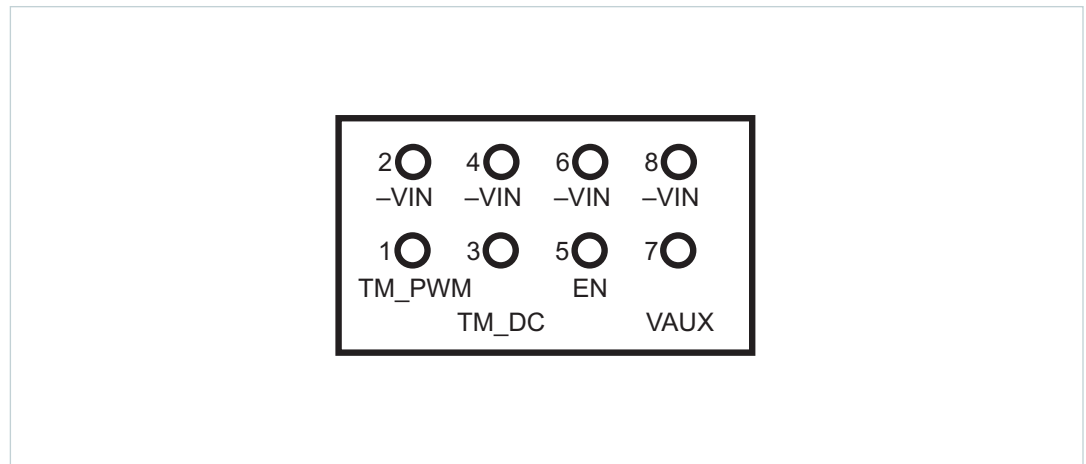 2 4 6 8
–VIN –VIN –VIN –VIN
1 3 5 7
TM_PWM EN
TM_DC VAUX